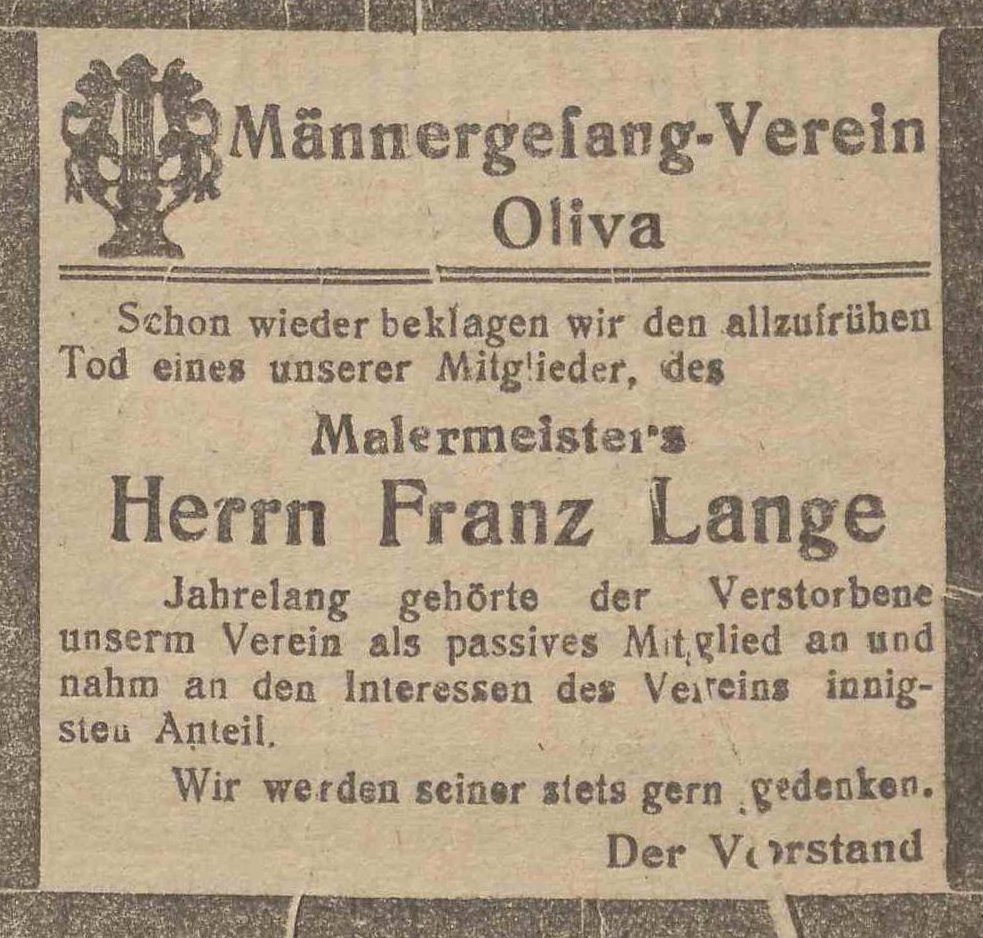 Männergesang-Verein
Oliva
Schon wieder beklagen wir den allzufrühen
Tod eines unserer Mitglieder, des
Malermeisters
Herrn Franz Lange
Jahrelang gehörte der Verstorbene
unserm Verein als passives Mitglied an und
nahm an den Interessen des Vereins innig-
sten Anteil.
Wir werden seiner stets gern gedenken.
Der Vorstand